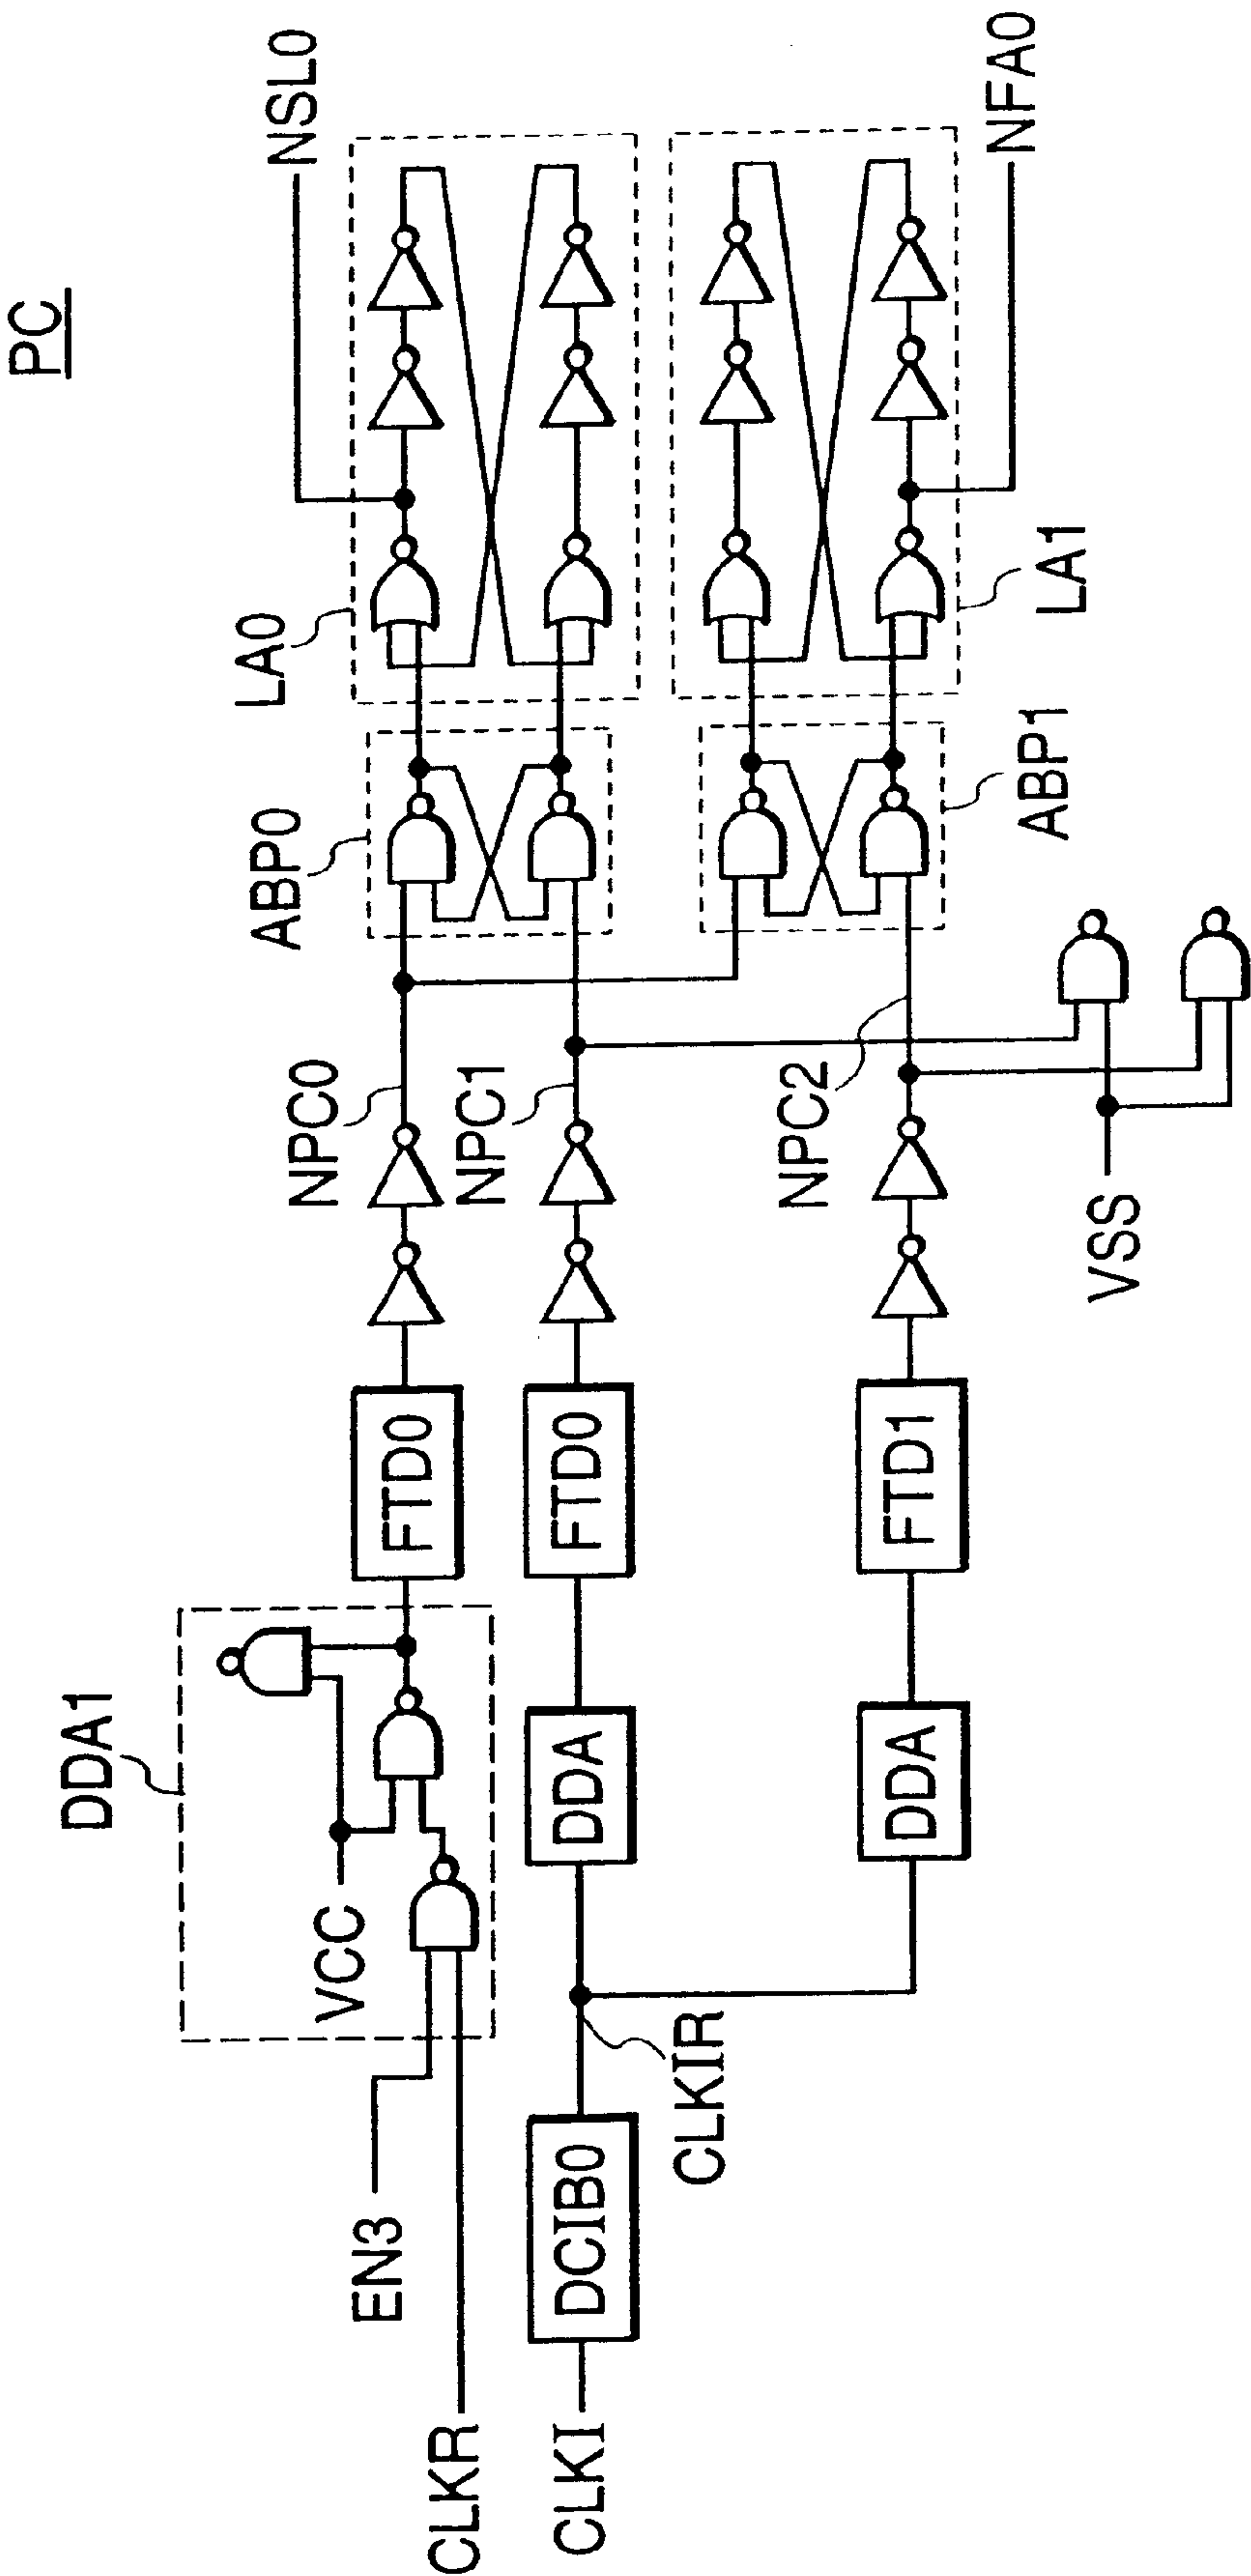 PC
NSL0
LA0
ABP0
NPC0
NPC1
NPC2
FTD0
FTD0
FTD1
DDA1
VCC
DDA
DDA
EN3
CLKR
CLKI
DCIB0
CLKIR
VSS
ABP1
LA1
NFA0